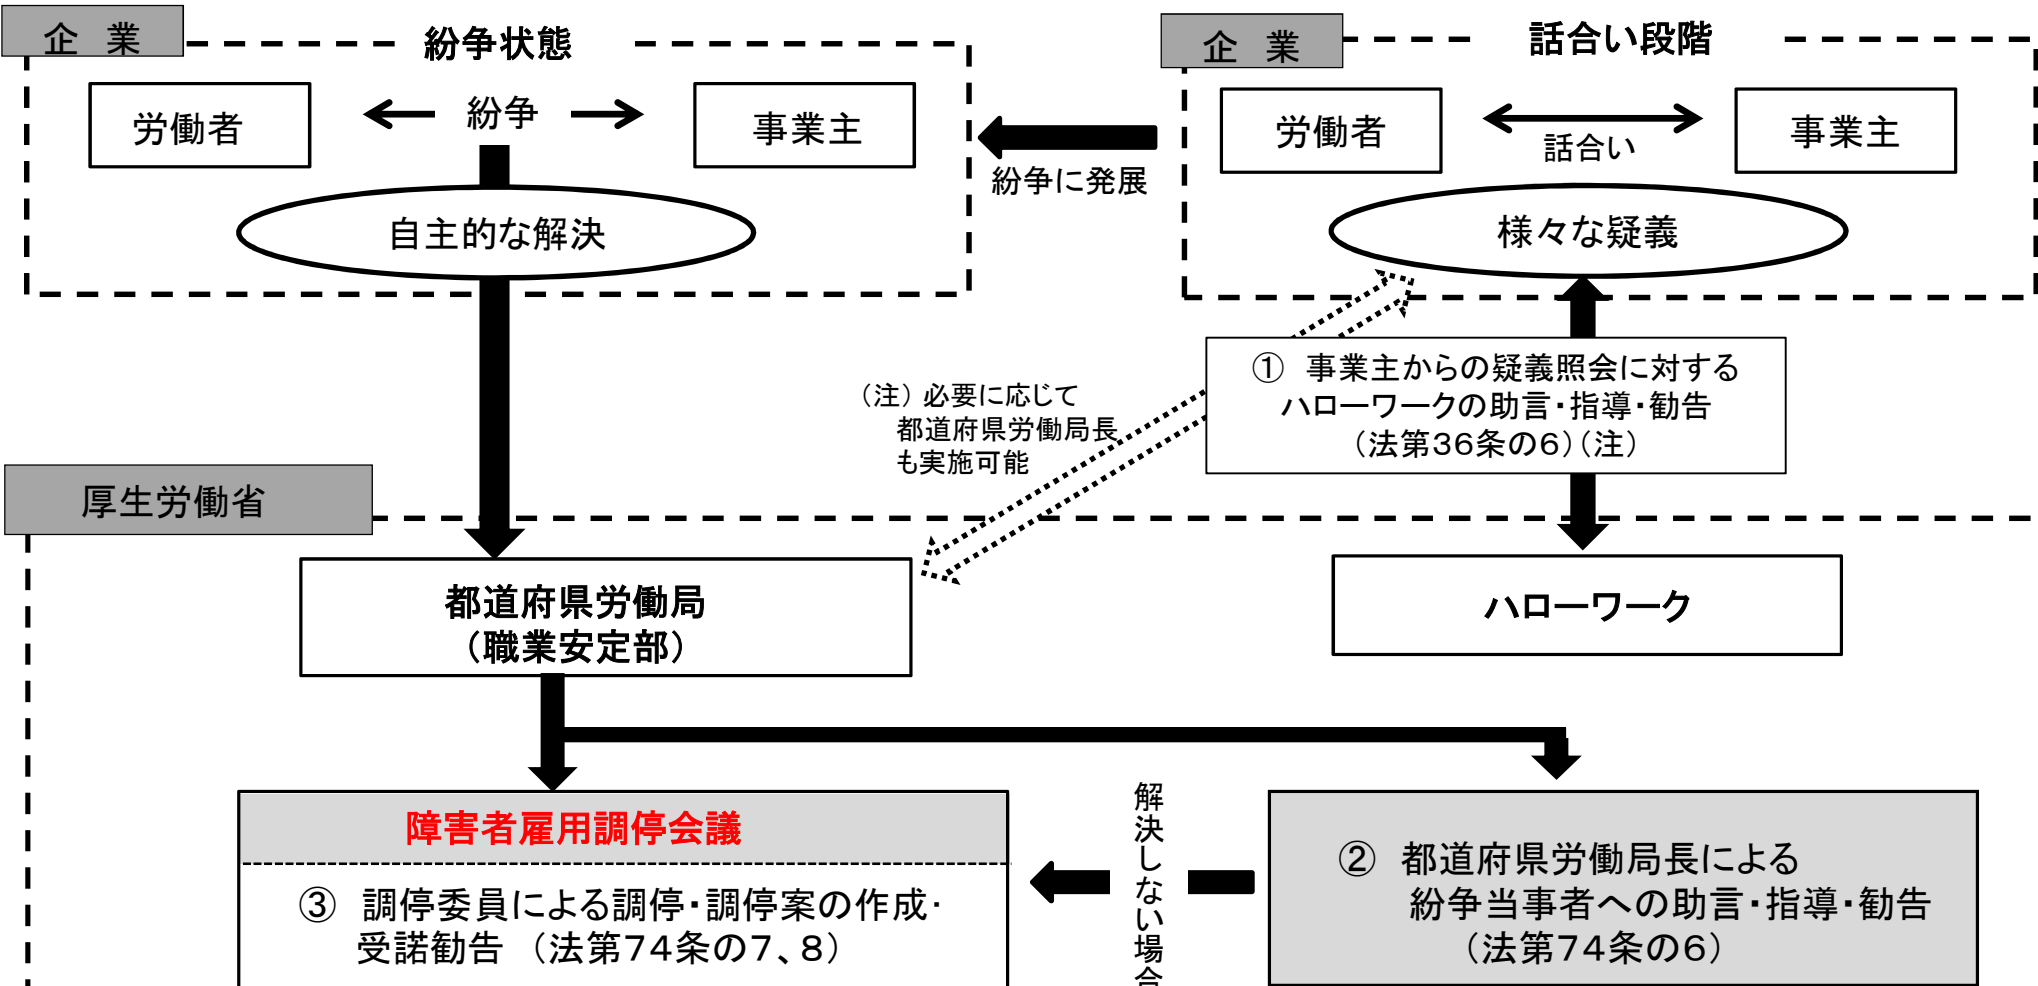 企　業
紛争状態
労働者
紛争
事業主
自主的な解決
紛争に発展
企　業
話合い段階
労働者
話合い
事業主
様々な疑義
①　事業主からの疑義照会に対する
ハローワークの助言・指導・勧告
（法第３６条の６）（注）
（注）必要に応じて
都道府県労働局長
も実施可能
厚生労働省
都道府県労働局
（職業安定部）
ハローワーク
障害者雇用調停会議
③　調停委員による調停・調停案の作成・
受諾勧告　（法第７４条の７、８）
解決しない場合
②　都道府県労働局長による
紛争当事者への助言・指導・勧告
（法第７４条の６）